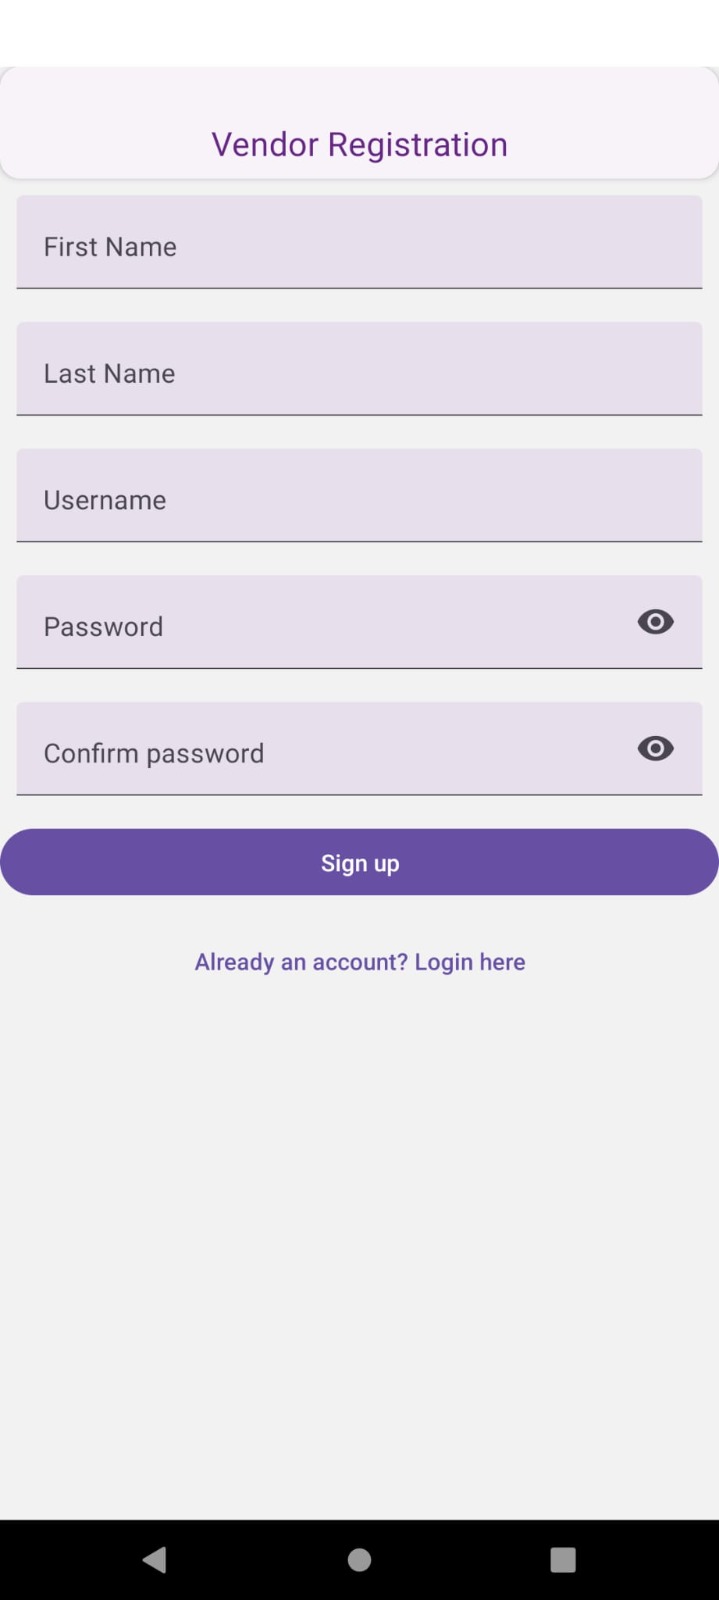 Vendor Registration
First Name
Last Name
Username
Password
Confirm password
Sign up
Already an account? Login here